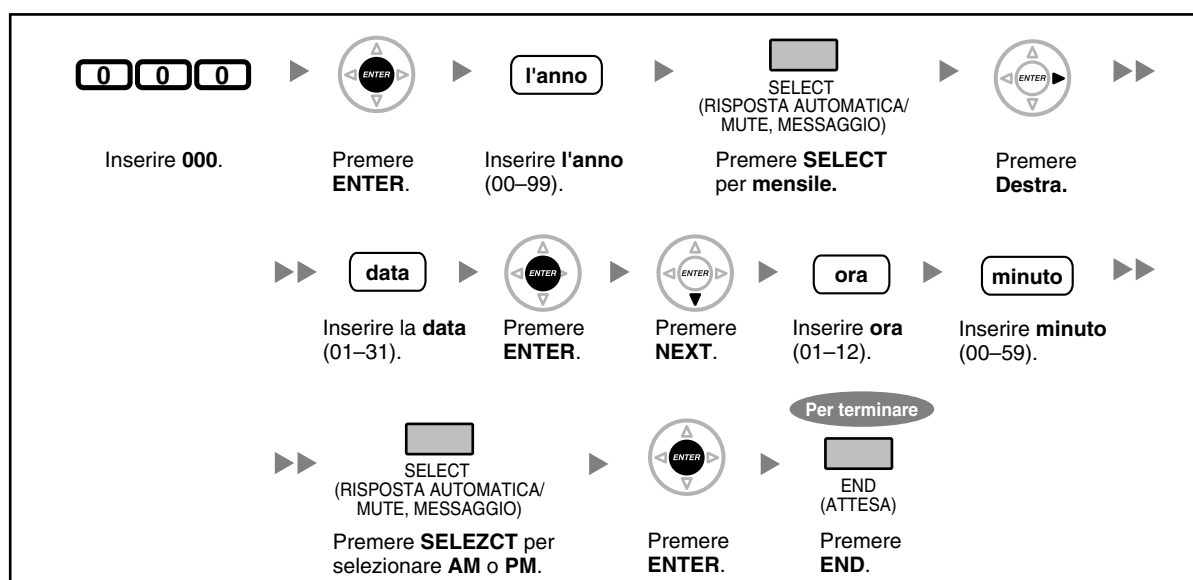 0 0 0
ENTER
l'anno
SELECT
(RISPOSTA AUTOMATICA/
MUTE, MESSAGGIO)
ENTER
Inserire 000.
Premere
ENTER.
Inserire l'anno
(00–99).
Premere SELECT
per mensile.
Premere
Destra.
data
ENTER
ENTER
ora
minuto
Inserire la data
(01–31).
Premere
ENTER.
Premere
NEXT.
Inserire ora
(01–12).
Inserire minuto
(00–59).
SELECT
(RISPOSTA AUTOMATICA/
MUTE, MESSAGGIO)
ENTER
Per terminare
END
(ATTESA)
Premere SELEZCT per
selezionare AM o PM.
Premere
ENTER.
Premere
END.